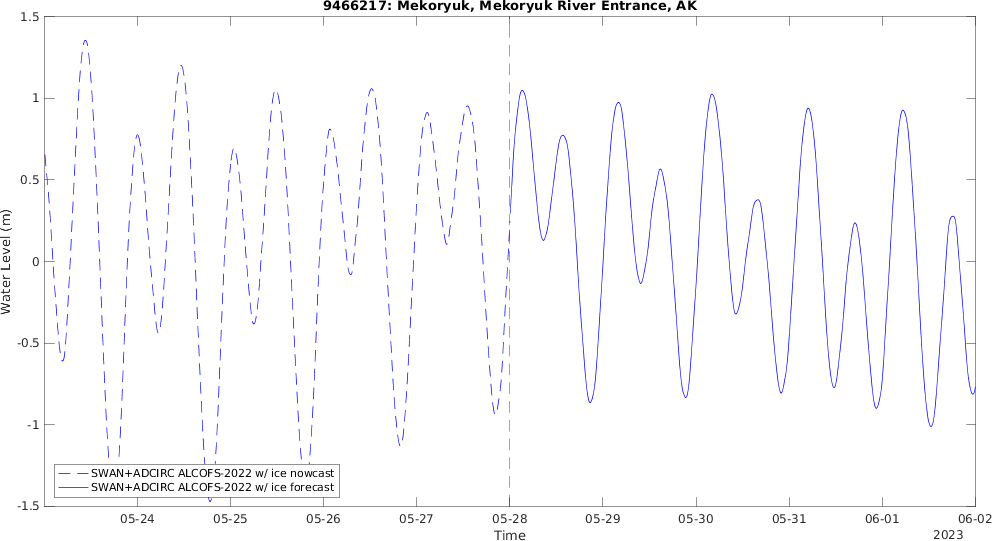 9466217: Mekoryuk, Mekoryuk River Entrance, AK
1.5
1
0.5
0
-0.5
-1
-1.5
Water Level (m)
SWAN+ADCIRC ALCOFS-2022 w/ ice nowcast
SWAN+ADCIRC ALCOFS-2022 w/ ice forecast
05-24 05-25 05-26 05-27 05-28 05-29 05-30 05-31 06-01 06-02
Time
2023